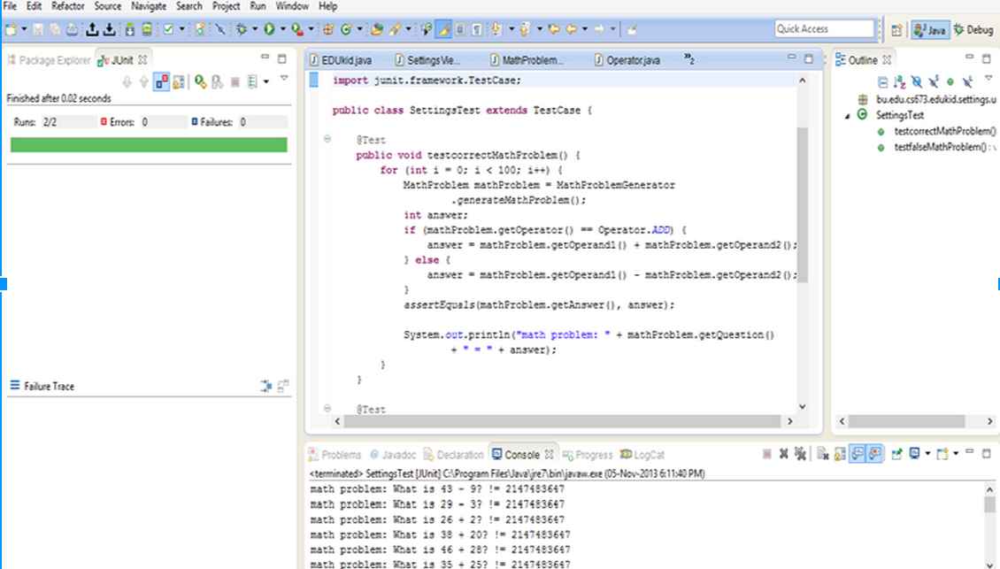 File Edit Refactor Source Navigate Search Project Run Window Help
Quick Access Java Debug
Package Explorer JUnit
Finished after 0.02 seconds
Runs: 2/2 Errors: 0 Failures: 0
Failure Trace
EDUkid.java SettingsVie... MathProblem... Operator.java »2
import junit.framework.TestCase;
public class SettingsTest extends TestCase {
@Test
public void testcorrectMathProblem() {
for (int i = 0; i < 100; i++) {
MathProblem mathProblem = MathProblemGenerator
.generateMathProblem();
int answer;
if (mathProblem.getOperator() == Operator.ADD) {
answer = mathProblem.getOperand1() + mathProblem.getOperand2();
} else {
answer = mathProblem.getOperand1() - mathProblem.getOperand2();
}
assertEquals(mathProblem.getAnswer(), answer);
System.out.println("math problem: " + mathProblem.getQuestion()
+ " = " + answer);
}
}
@Test
Outline
bu.edu.cs673.edukid.settings.u
SettingsTest
testcorrectMathProblem()
testfalseMathProblem() : v
Problems Javadoc Declaration Console Progress LogCat
<terminated> SettingsTest [JUnit] C:\Program Files\Java\jre7\bin\javaw.exe (05-Nov-2013 6:11:40 PM)
math problem: What is 43 - 9? != 2147483647
math problem: What is 29 - 3? != 2147483647
math problem: What is 26 + 2? != 2147483647
math problem: What is 38 + 20? != 2147483647
math problem: What is 46 + 28? != 2147483647
math problem: What is 35 + 25? != 2147483647